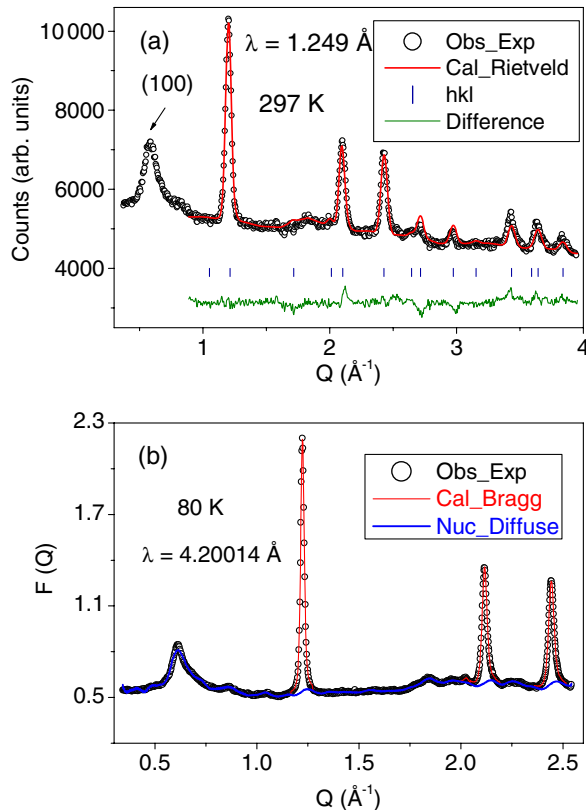 (a)
λ = 1.249 Å
Obs_Exp
Cal_Rietveld
hkl
Difference
(100)
297 K
Counts (arb. units)
10 000
8000
6000
4000
1
2
3
4
Q (Å⁻¹)
(b)
80 K
λ = 4.20014 Å
Obs_Exp
Cal_Bragg
Nuc_Diffuse
F (Q)
2.3
1.7
1.1
0.5
0.5
1.0
1.5
2.0
2.5
Q (Å⁻¹)